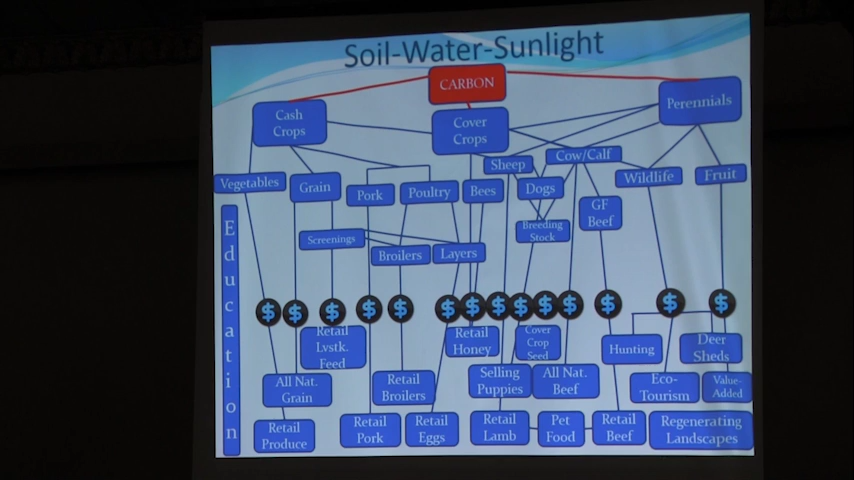 Soil-Water-Sunlight
CARBON
Cash
Crops
Cover
Crops
Perennials
Sheep
Cow/Calf
Vegetables
Grain
Pork
Poultry
Bees
Dogs
Wildlife
Fruit
GF
Beef
Education
Screenings
Broilers
Layers
Breeding
Stock
$ $ $ $ $ $ $ $ $ $ $ $ $ $
Retail
Lvstk.
Feed
Retail
Honey
Cover
Crop
Seed
Hunting
Deer
Sheds
All Nat.
Grain
Retail
Broilers
Selling
Puppies
All Nat.
Beef
Eco-
Tourism
Value-
Added
Retail
Produce
Retail
Pork
Retail
Eggs
Retail
Lamb
Pet
Food
Retail
Beef
Regenerating
Landscapes